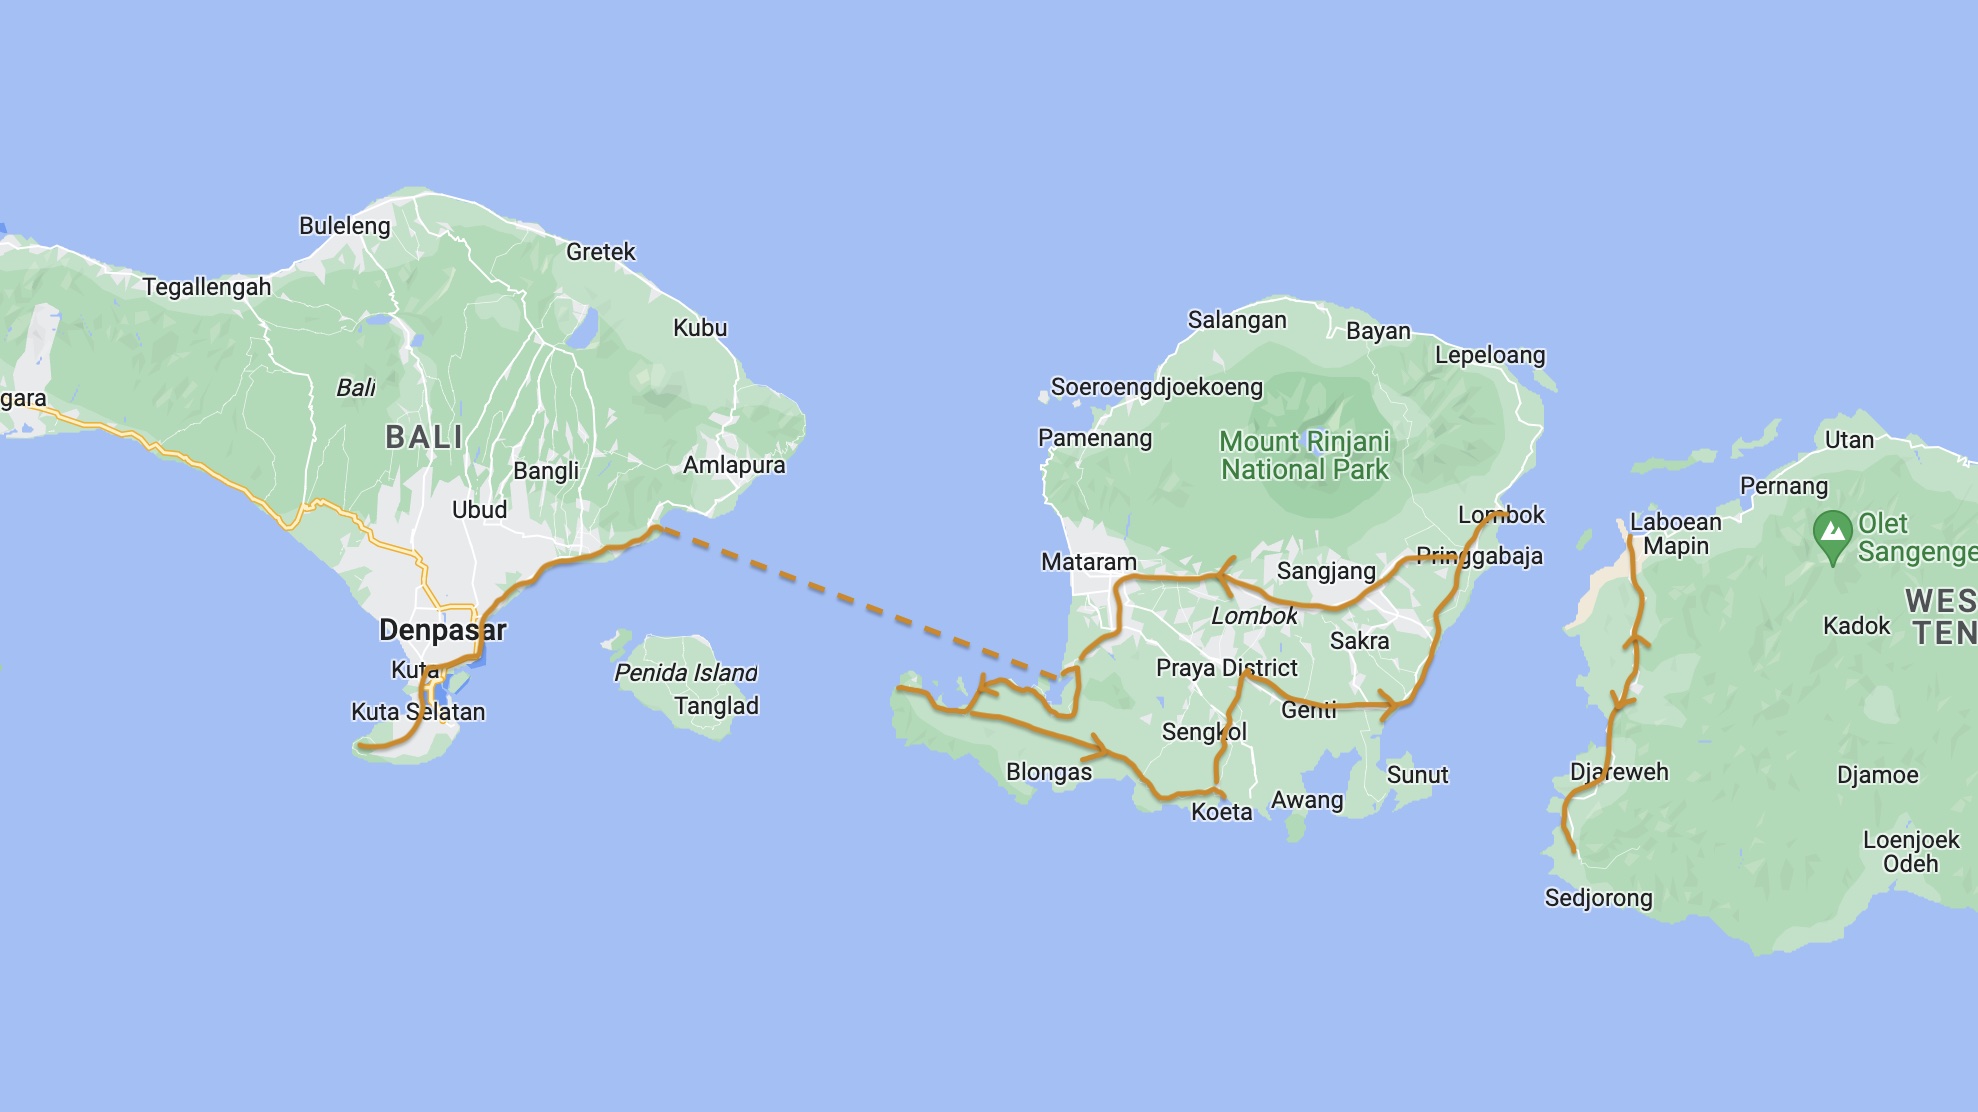 Buleleng
Gretek
Tegallengah
Kubu
Bali
gara
BALI
Bangli
Amlapura
Ubud
Denpasar
Kuta
Kuta Selatan
Penida Island
Tanglad
Salangan
Bayan
Lepeloang
Soeroengdjoekoeng
Pamenang
Mount Rinjani
National Park
Lombok
Pringgabaja
Mataram
Sangjang
Lombok
Sakra
Praya District
Genti
Sengkol
Blongas
Sunut
Awang
Koeta
Utan
Pernang
Laboean
Mapin
Olet
Sangenge
WES
TEN
Kadok
Djareweh
Djamoe
Loenjoek
Odeh
Sedjorong